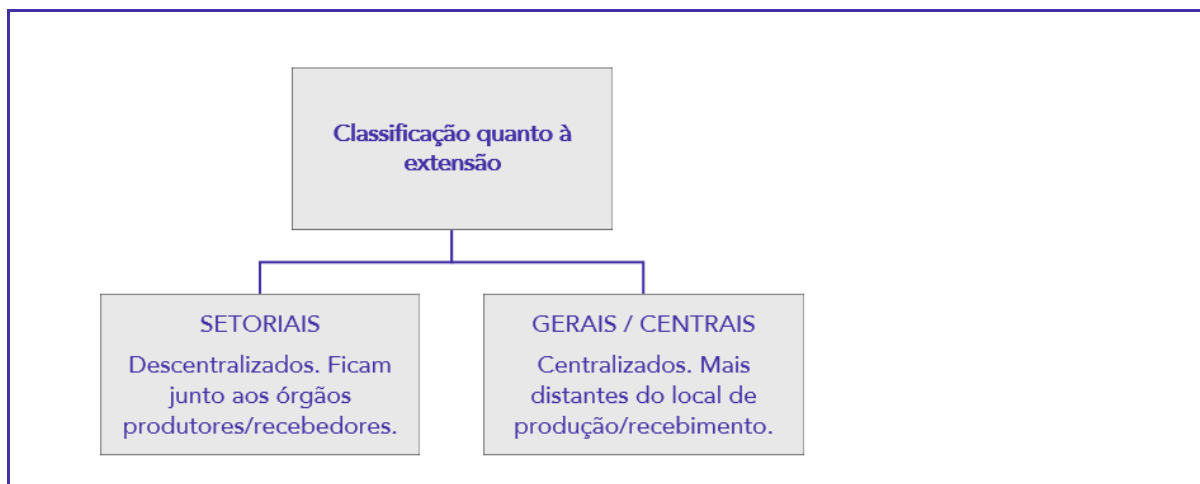 Classificação quanto à
extensão
SETORIAIS
Descentralizados. Ficam
junto aos órgãos
produtores/recebedores.
GERAIS / CENTRAIS
Centralizados. Mais
distantes do local de
produção/recebimento.